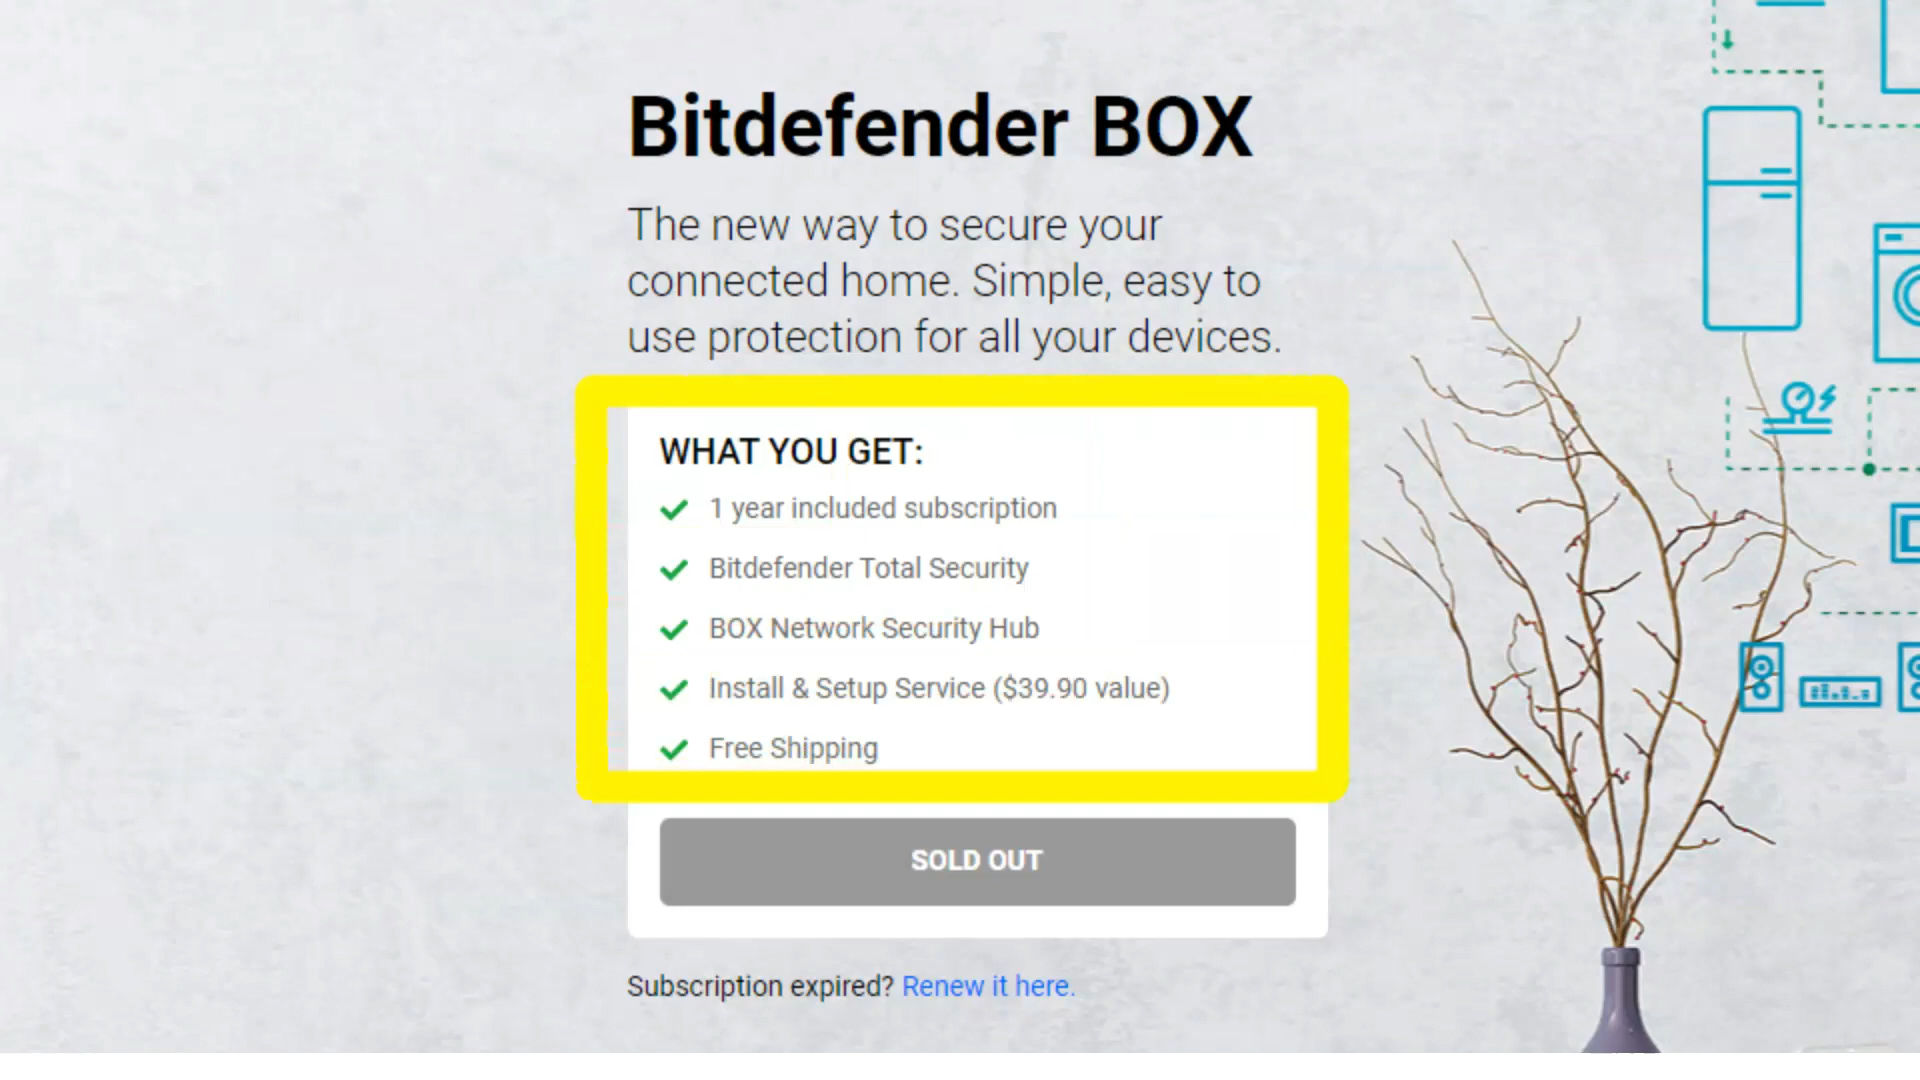 Bitdefender BOX
The new way to secure your
connected home. Simple, easy to
use protection for all your devices.
WHAT YOU GET:
1 year included subscription
Bitdefender Total Security
BOX Network Security Hub
Install & Setup Service ($39.90 value)
Free Shipping
SOLD OUT
Subscription expired? Renew it here.